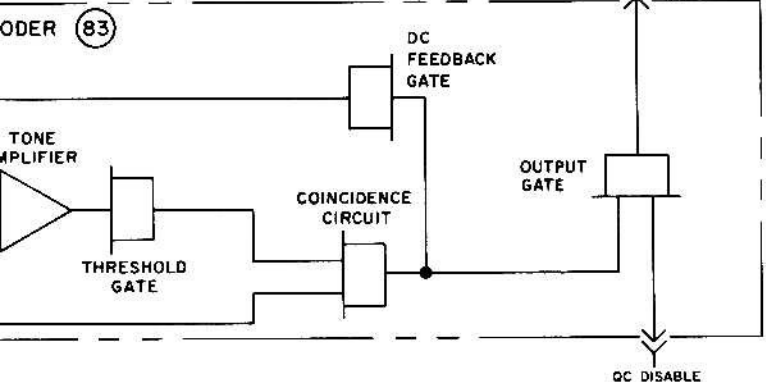 ODER 83
DC
FEEDBACK
GATE
TONE
MPLIFIER
OUTPUT
GATE
COINCIDENCE
CIRCUIT
THRESHOLD
GATE
QC DISABLE